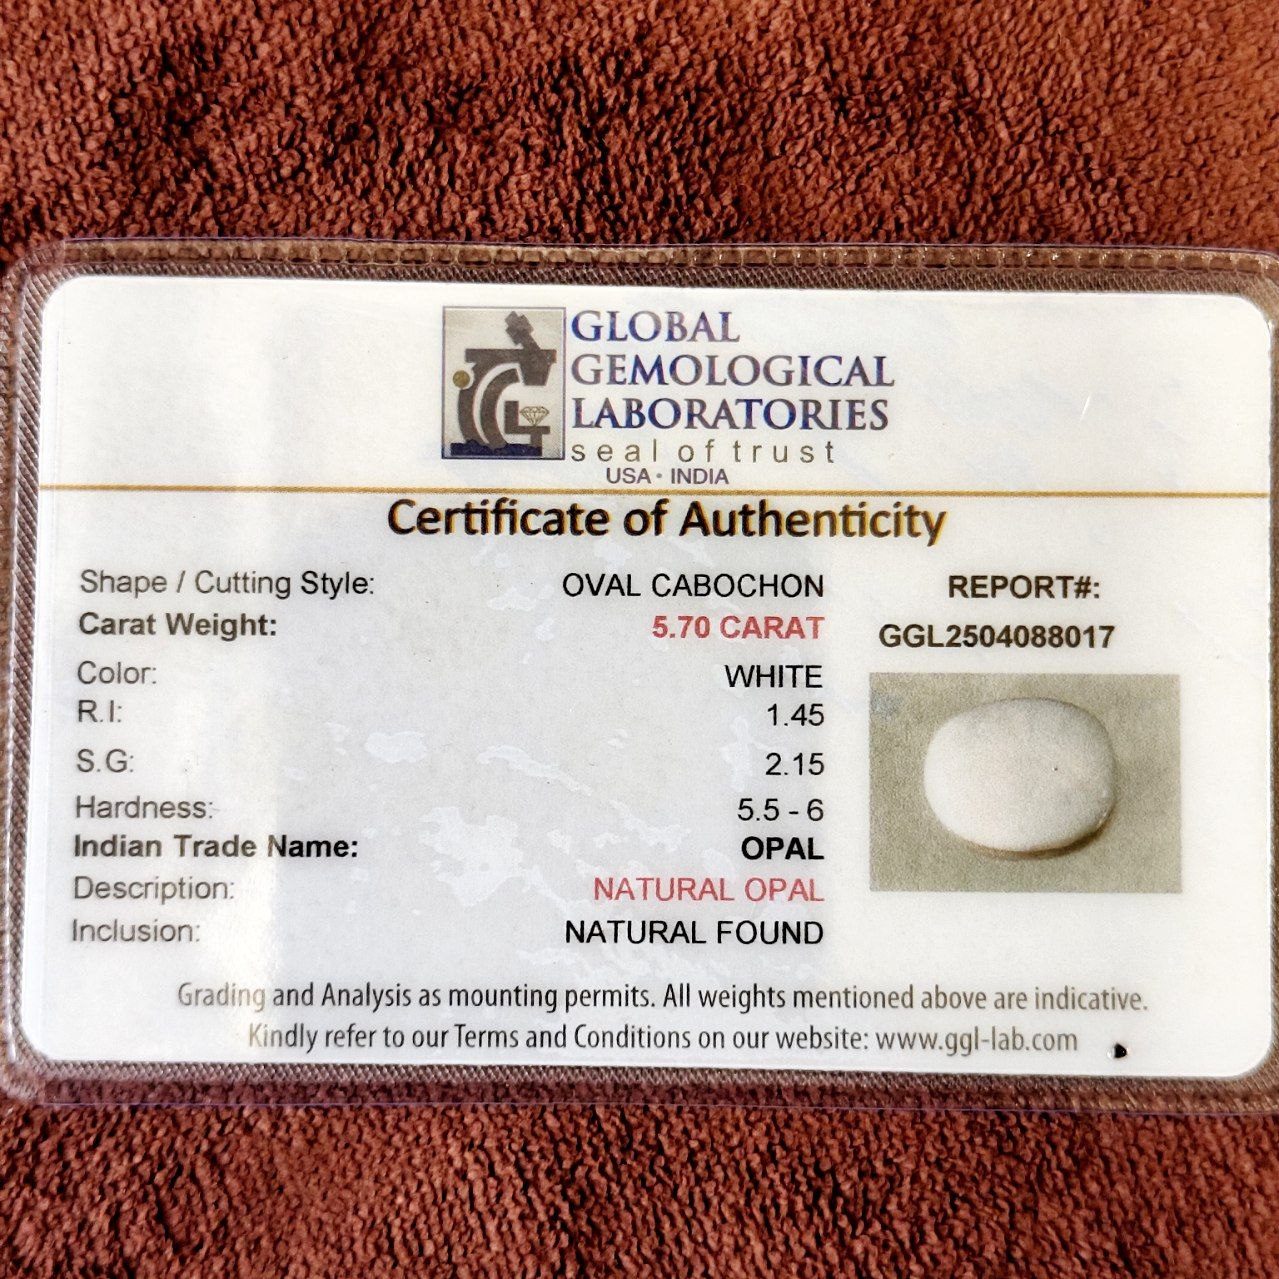 GLOBAL
GEMOLOGICAL
LABORATORIES
seal of trust
USA · INDIA
Certificate of Authenticity
Shape / Cutting Style: OVAL CABOCHON
Carat Weight: 5.70 CARAT
Color: WHITE
R.I: 1.45
S.G: 2.15
Hardness: 5.5 - 6
Indian Trade Name: OPAL
Description: NATURAL OPAL
Inclusion: NATURAL FOUND
REPORT#:
GGL2504088017
Grading and Analysis as mounting permits. All weights mentioned above are indicative.
Kindly refer to our Terms and Conditions on our website: www.ggl-lab.com